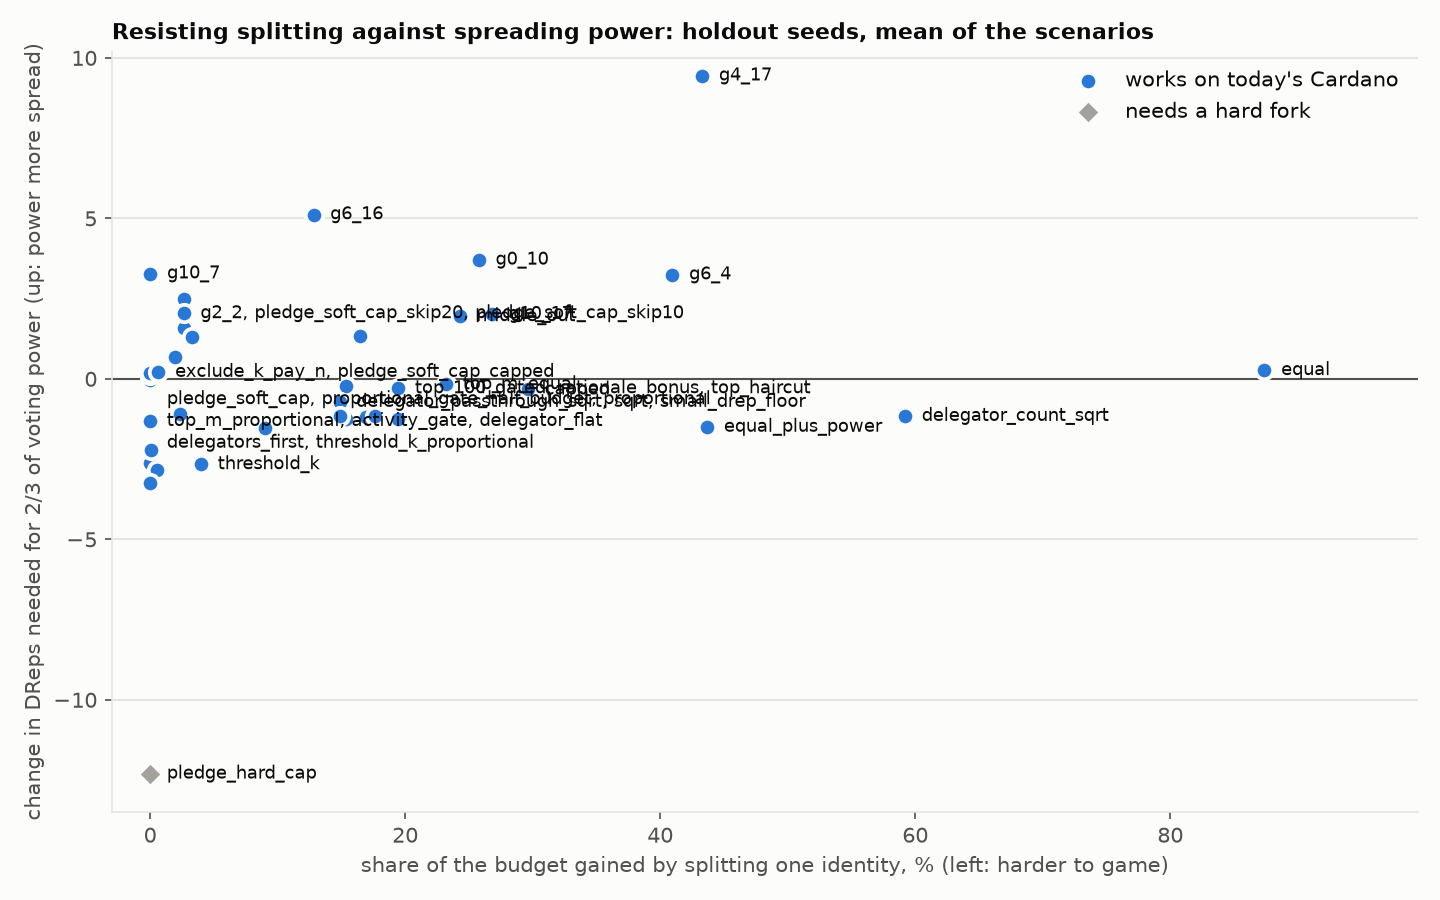 Resisting splitting against spreading power: holdout seeds, mean of the scenarios
change in DReps needed for 2/3 of voting power (up: power more spread)
10
5
0
−5
−10
works on today's Cardano
needs a hard fork
g4_17
g6_16
g0_10
g10_7
g6_4
g2_2, pledge_soft_cap_skip20, pledge_soft_cap_skip10
exclude_k_pay_n, pledge_soft_cap_capped
equal
pledge_soft_cap,
delegator_count_sqrt
top_m_proportional, activity_gate, delegator_flat
equal_plus_power
delegators_first, threshold_k_proportional
threshold_k
pledge_hard_cap
0
20
40
60
80
share of the budget gained by splitting one identity, % (left: harder to game)